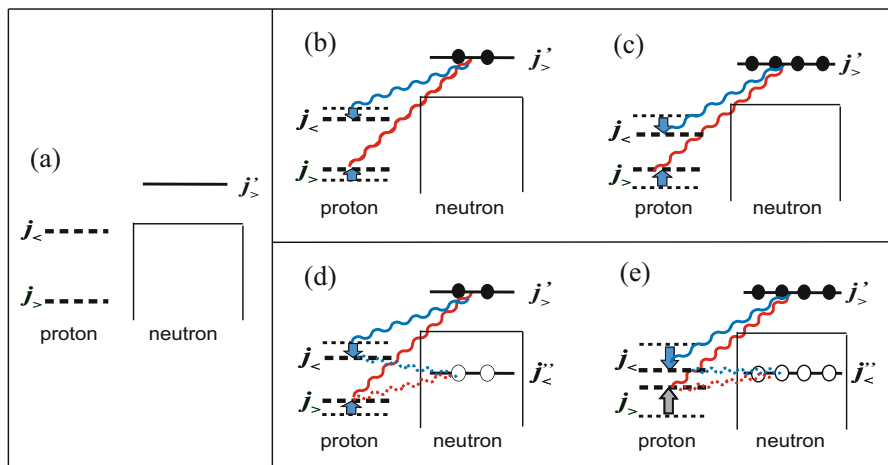 (a)
j'>
j<
j>
proton neutron
(b)
j'>
j<
j>
proton neutron
(c)
j'>
j<
j>
proton neutron
(d)
j'>
j<
j''<
j>
proton neutron
(e)
j'>
j<
j''<
j>
proton neutron